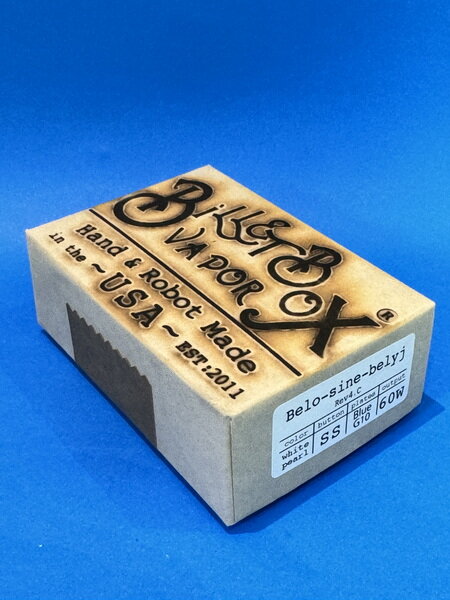 BilletBox®
VAPOR
Hand & Robot Made
in the ~USA~ EST:2011
Belo-sine-belyj
Rev4.C
color button plates output
white pearl SS Blue G10 60W